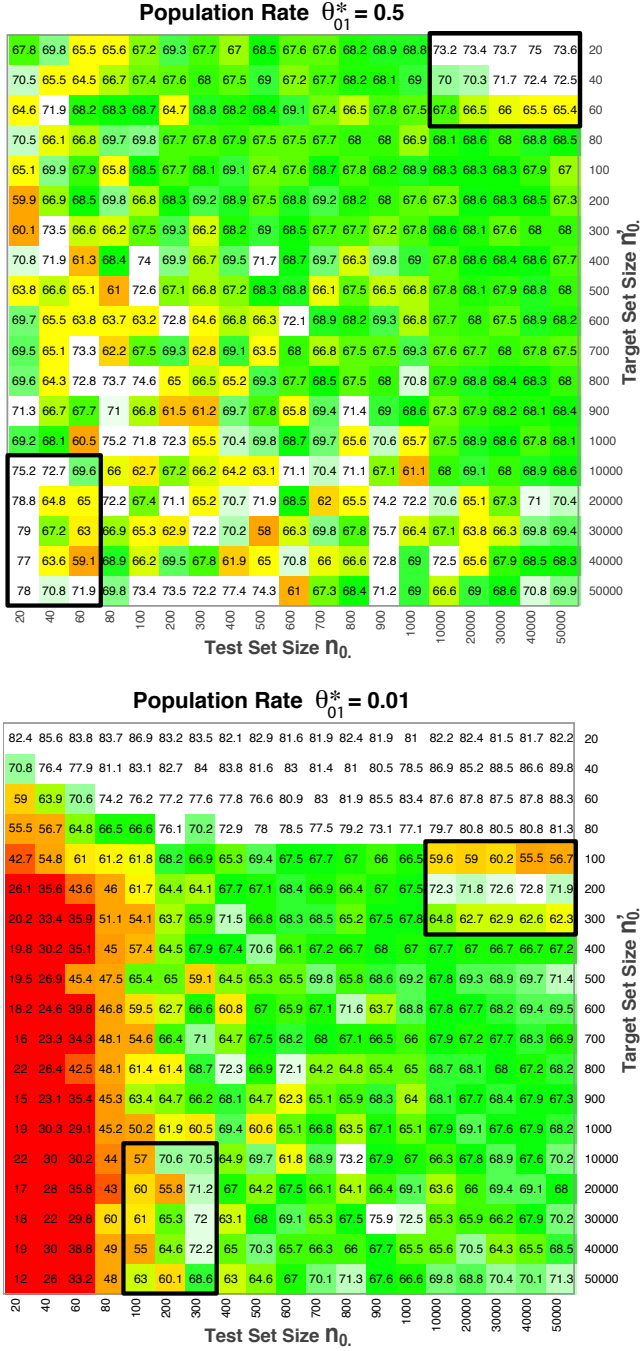 Population Rate θ*01 = 0.5
67.8 69.8 65.5 65.6 67.2 69.3 67.7 67 68.5 67.6 67.6 68.2 68.9 68.8 73.2 73.4 73.7 75 73.6 20
70.5 65.5 64.5 66.7 67.4 67.6 68 67.5 69 67.2 67.7 68.2 68.1 69 70 70.3 71.7 72.4 72.5 40
64.6 71.9 68.2 68.3 68.7 64.7 68.8 68.2 68.4 69.1 67.4 66.5 67.8 67.5 67.8 66.5 66 65.5 65.4 60
70.5 66.1 66.8 69.7 69.8 67.7 67.8 67.9 67.5 67.5 67.7 68 68 66.9 68.1 68.6 68 68.8 68.5 80
65.1 69.9 67.9 65.8 68.5 67.7 68.1 69.1 67.4 67.6 68.7 67.8 68.2 68.9 68.3 68.3 68.3 67.9 67 100
59.9 66.9 68.5 69.8 66.8 68.3 69.2 68.9 67.5 68.8 69.2 68.2 68 67.6 68 68.6 68.3 68.5 67.3 200
60.1 73.5 66.6 66.2 67.5 69.3 66.2 68.2 69 68.5 67.7 67.7 67.2 67.8 68.1 68.5 67.6 68 68 300
70.8 71.9 61.3 68.4 74 69.9 66.7 69.5 71.7 68.7 69.7 66.3 69.8 69 67.8 68.6 68.4 68.6 67.7 400
63.8 66.6 65.1 61 72.6 67.1 66.8 67.2 68.3 68.8 66.1 67.5 66.5 66.8 67.8 68.1 67.9 68.8 68 500
69.7 65.5 63.8 63.7 63.2 72.8 64.6 66.8 66.3 72.1 68.9 68.2 69.3 66.8 67.7 68 67.5 68.9 68.2 600
69.5 65.1 73.3 62.2 67.5 69.3 62.8 69.1 63.5 68 66.8 67.5 67.5 69.3 67.6 67.7 68 67.8 67.5 700
69.6 64.3 72.8 73.7 74.6 65 66.5 65.2 69.3 67.7 68.5 67.5 68 70.8 67.9 68.8 68.4 68.3 68 800
71.3 66.7 67.7 71 66.8 61.5 61.2 69.7 67.8 65.8 69.4 71.4 69 68.6 67.3 67.9 68.2 68.1 68.4 900
69.2 68.1 60.5 75.2 71.8 72.3 65.5 70.4 69.8 68.7 69.7 65.6 70.6 65.7 67.5 68.9 68.6 67.8 68.1 1000
75.2 72.7 69.6 66 62.7 67.2 66.2 64.2 63.1 71.1 70.4 71.1 67.1 61.1 68 69.1 68 68.9 68.6 10000
78.8 64.8 65 72.2 67.4 71.1 65.2 70.7 71.9 68.5 62 65.5 74.2 72.2 70.6 65.1 67.3 71 70.4 20000
79 67.2 63 66.9 65.3 62.9 72.2 70.2 58 66.3 69.8 67.8 75.7 66.4 67.1 63.8 66.3 69.8 69.4 30000
77 63.6 59.1 68.9 66.2 69.5 67.8 61.9 65 70.8 66 66.6 72.8 69 72.5 65.6 67.9 68.5 68.3 40000
78 70.8 71.9 69.8 73.4 73.5 72.2 77.4 74.3 61 67.3 68.4 71.2 69 66.6 69 68.6 70.8 69.9 50000
20 40 60 80 100 200 300 400 500 600 700 800 900 1000 10000 20000 30000 40000 50000
Test Set Size n0.
Target Set Size n'0.
Population Rate θ*01 = 0.01
82.4 85.6 83.8 83.7 86.9 83.2 83.5 82.1 82.9 81.6 81.9 82.4 81.9 81 82.2 82.4 81.5 81.7 82.2 20
70.8 76.4 77.9 81.1 83.1 82.7 84 83.8 81.6 83 81.4 81 80.5 78.5 86.9 85.2 88.5 86.6 89.8 40
59 63.9 70.6 74.2 76.2 77.2 77.6 77.8 76.6 80.9 83 81.9 85.5 83.4 87.6 87.8 87.5 87.8 88.3 60
55.5 56.7 64.8 66.5 66.6 76.1 70.2 72.9 78 78.5 77.5 79.2 73.1 77.1 79.7 80.8 80.5 80.8 81.3 80
42.7 54.8 61 61.2 61.8 68.2 66.9 65.3 69.4 67.5 67.7 67 66 66.5 59.6 59 60.2 55.5 56.7 100
26.1 35.6 43.6 46 61.7 64.4 64.1 67.7 67.1 68.4 66.9 66.4 67 67.5 72.3 71.8 72.6 72.8 71.9 200
20.2 33.4 35.9 51.1 54.1 63.7 65.9 71.5 66.8 68.3 68.5 65.2 67.5 67.8 64.8 62.7 62.9 62.6 62.3 300
19.8 30.2 35.1 45 57.4 64.5 67.9 67.4 70.6 66.1 67.2 66.7 68 67 67.7 67 66.7 66.7 67.2 400
19.5 26.9 45.4 47.5 65.4 65 59.1 64.5 65.3 65.5 69.8 65.8 68.6 69.2 67.8 69.3 68.9 69.7 71.4 500
18.2 24.6 39.8 46.8 59.5 62.7 66.6 60.8 67 65.9 67.1 71.6 63.7 68.8 67.8 67.7 68.2 69.4 69.5 600
16 23.3 34.3 48.1 54.6 66.4 71 64.7 67.5 68.2 68 67.1 66.5 66 67.9 67.2 67.7 68.3 66.9 700
22 26.4 42.5 48.1 61.4 61.4 68.7 72.3 66.9 72.1 64.2 64.8 65.4 65 68.7 68.1 68 67.2 68.2 800
15 23.1 35.4 45.3 63.4 64.7 66.2 68.1 64.7 62.3 65.1 65.9 68.3 64 68.1 67.7 68.4 67.9 67.3 900
19 30.3 29.1 45.2 50.2 61.9 60.5 69.4 60.6 65.1 66.8 63.5 67.1 65.1 67.9 69.1 67.6 67.9 68.2 1000
22 30 30.2 44 57 70.6 70.5 64.9 69.7 61.8 68.9 73.2 67.9 67 65.1 66.3 67.8 68.9 67.6 70.2 10000
17 28 35.8 43 60 55.8 71.2 67 64.2 67.5 66.1 64.1 66.4 69.1 63.6 66 69.4 69.1 68 20000
18 22 29.8 60 61 65.3 72 63.1 68 69.1 65.3 67.5 75.9 72.5 65.3 65.9 66.2 67.9 70.2 30000
19 30 38.8 49 55 64.6 72.2 65 70.3 65.7 66.3 66 67.7 65.5 65.6 70.5 64.3 65.5 68.5 40000
12 26 33.2 48 63 60.1 68.6 63 64.6 67 70.1 71.3 67.6 66.6 69.8 68.8 70.4 70.1 71.3 50000
20 40 60 80 100 200 300 400 500 600 700 800 900 1000 10000 20000 30000 40000 50000
Test Set Size n0.
Target Set Size n'0.